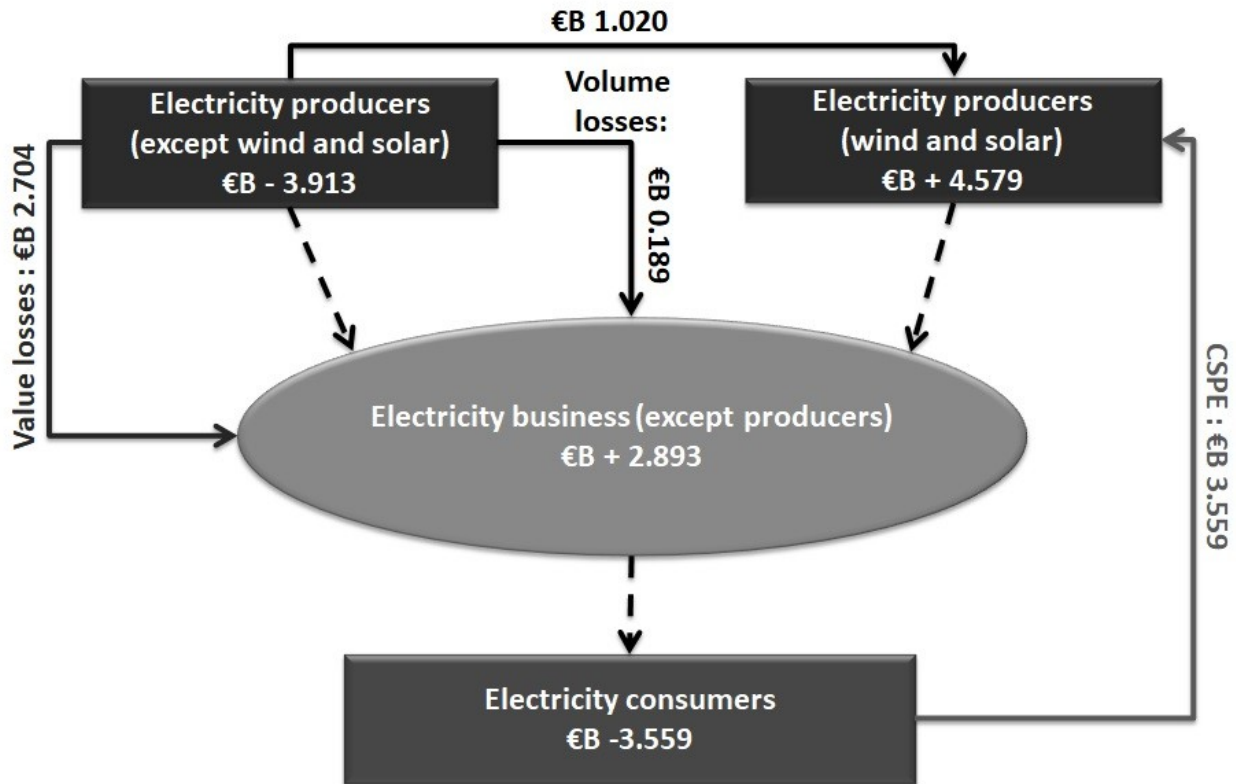 €B 1.020
Electricity producers
(except wind and solar)
€B - 3.913
Volume
losses:
€B 0.189
Electricity producers
(wind and solar)
€B + 4.579
Value losses : €B 2.704
Electricity business (except producers)
€B + 2.893
CSPE : €B 3.559
Electricity consumers
€B -3.559